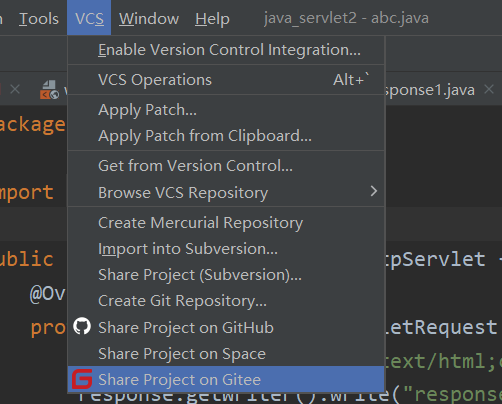 Tools VCS Window Help java_servlet2 - abc.java
Enable Version Control Integration...
VCS Operations Alt+`
sponse1.java
Apply Patch...
ackage
Apply Patch from Clipboard...
Get from Version Control...
mport
Browse VCS Repository
Create Mercurial Repository
Import into Subversion...
ublic
tpServlet
Share Project (Subversion)...
@Ov
Create Git Repository...
pro
Share Project on GitHub
letRequest
Share Project on Space
text/html;c
Share Project on Gitee
response.getWriter().write("response